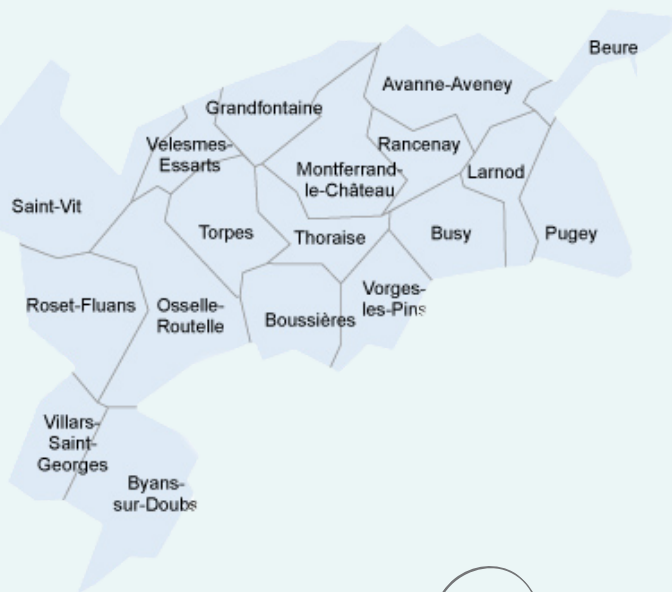 Beure
Avanne-Aveney
Grandfontaine
Velesmes-
Essarts
Rancenay
Montferrand-
le-Château
Larnod
Saint-Vit
Torpes
Thoraise
Busy
Pugey
Roset-Fluans
Osselle-
Routelle
Boussières
Vorges-
les-Pins
Villars-
Saint-
Georges
Byans-
sur-Doubs